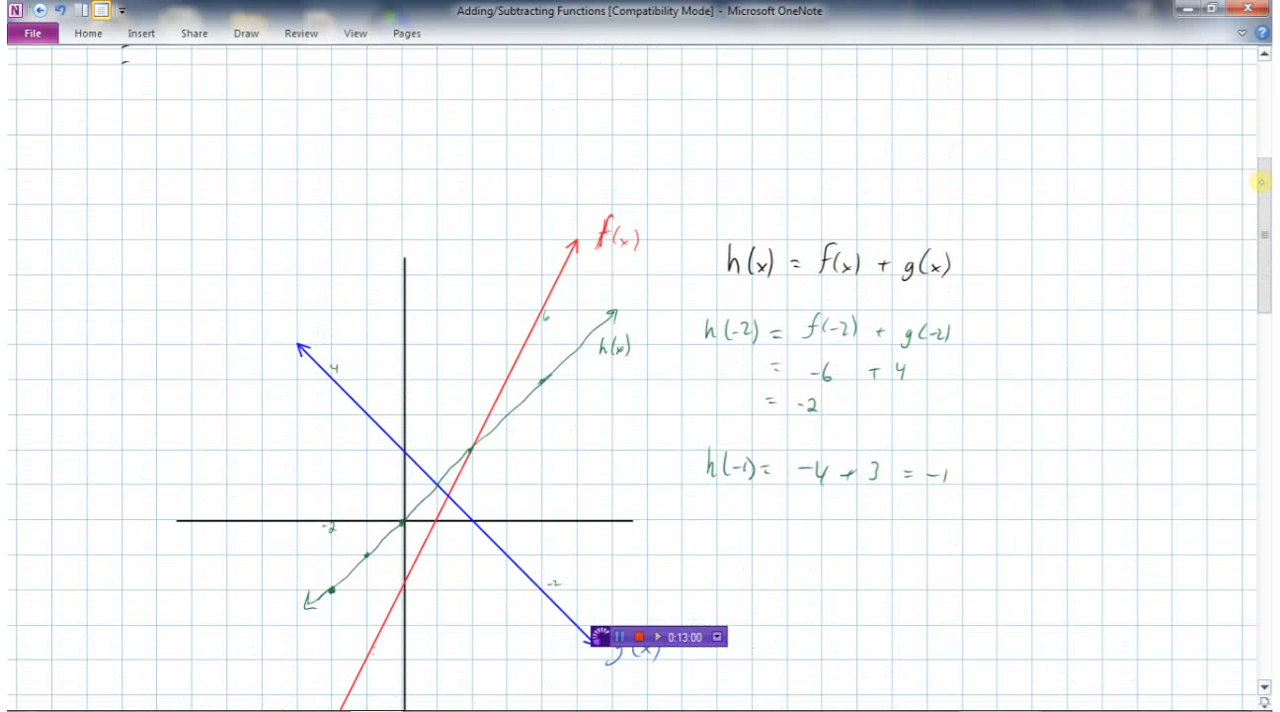 Adding/Subtracting Functions [Compatibility Mode] - Microsoft OneNote
File Home Insert Share Draw Review View Pages
f(x)
h(x) = f(x) + g(x)
6
h(-2) = f(-2) + g(-2)
h(x)
4
= -6 + 4
= -2
h(-1) = -4 + 3 = -1
-2
-2
0:13:00
g(x)